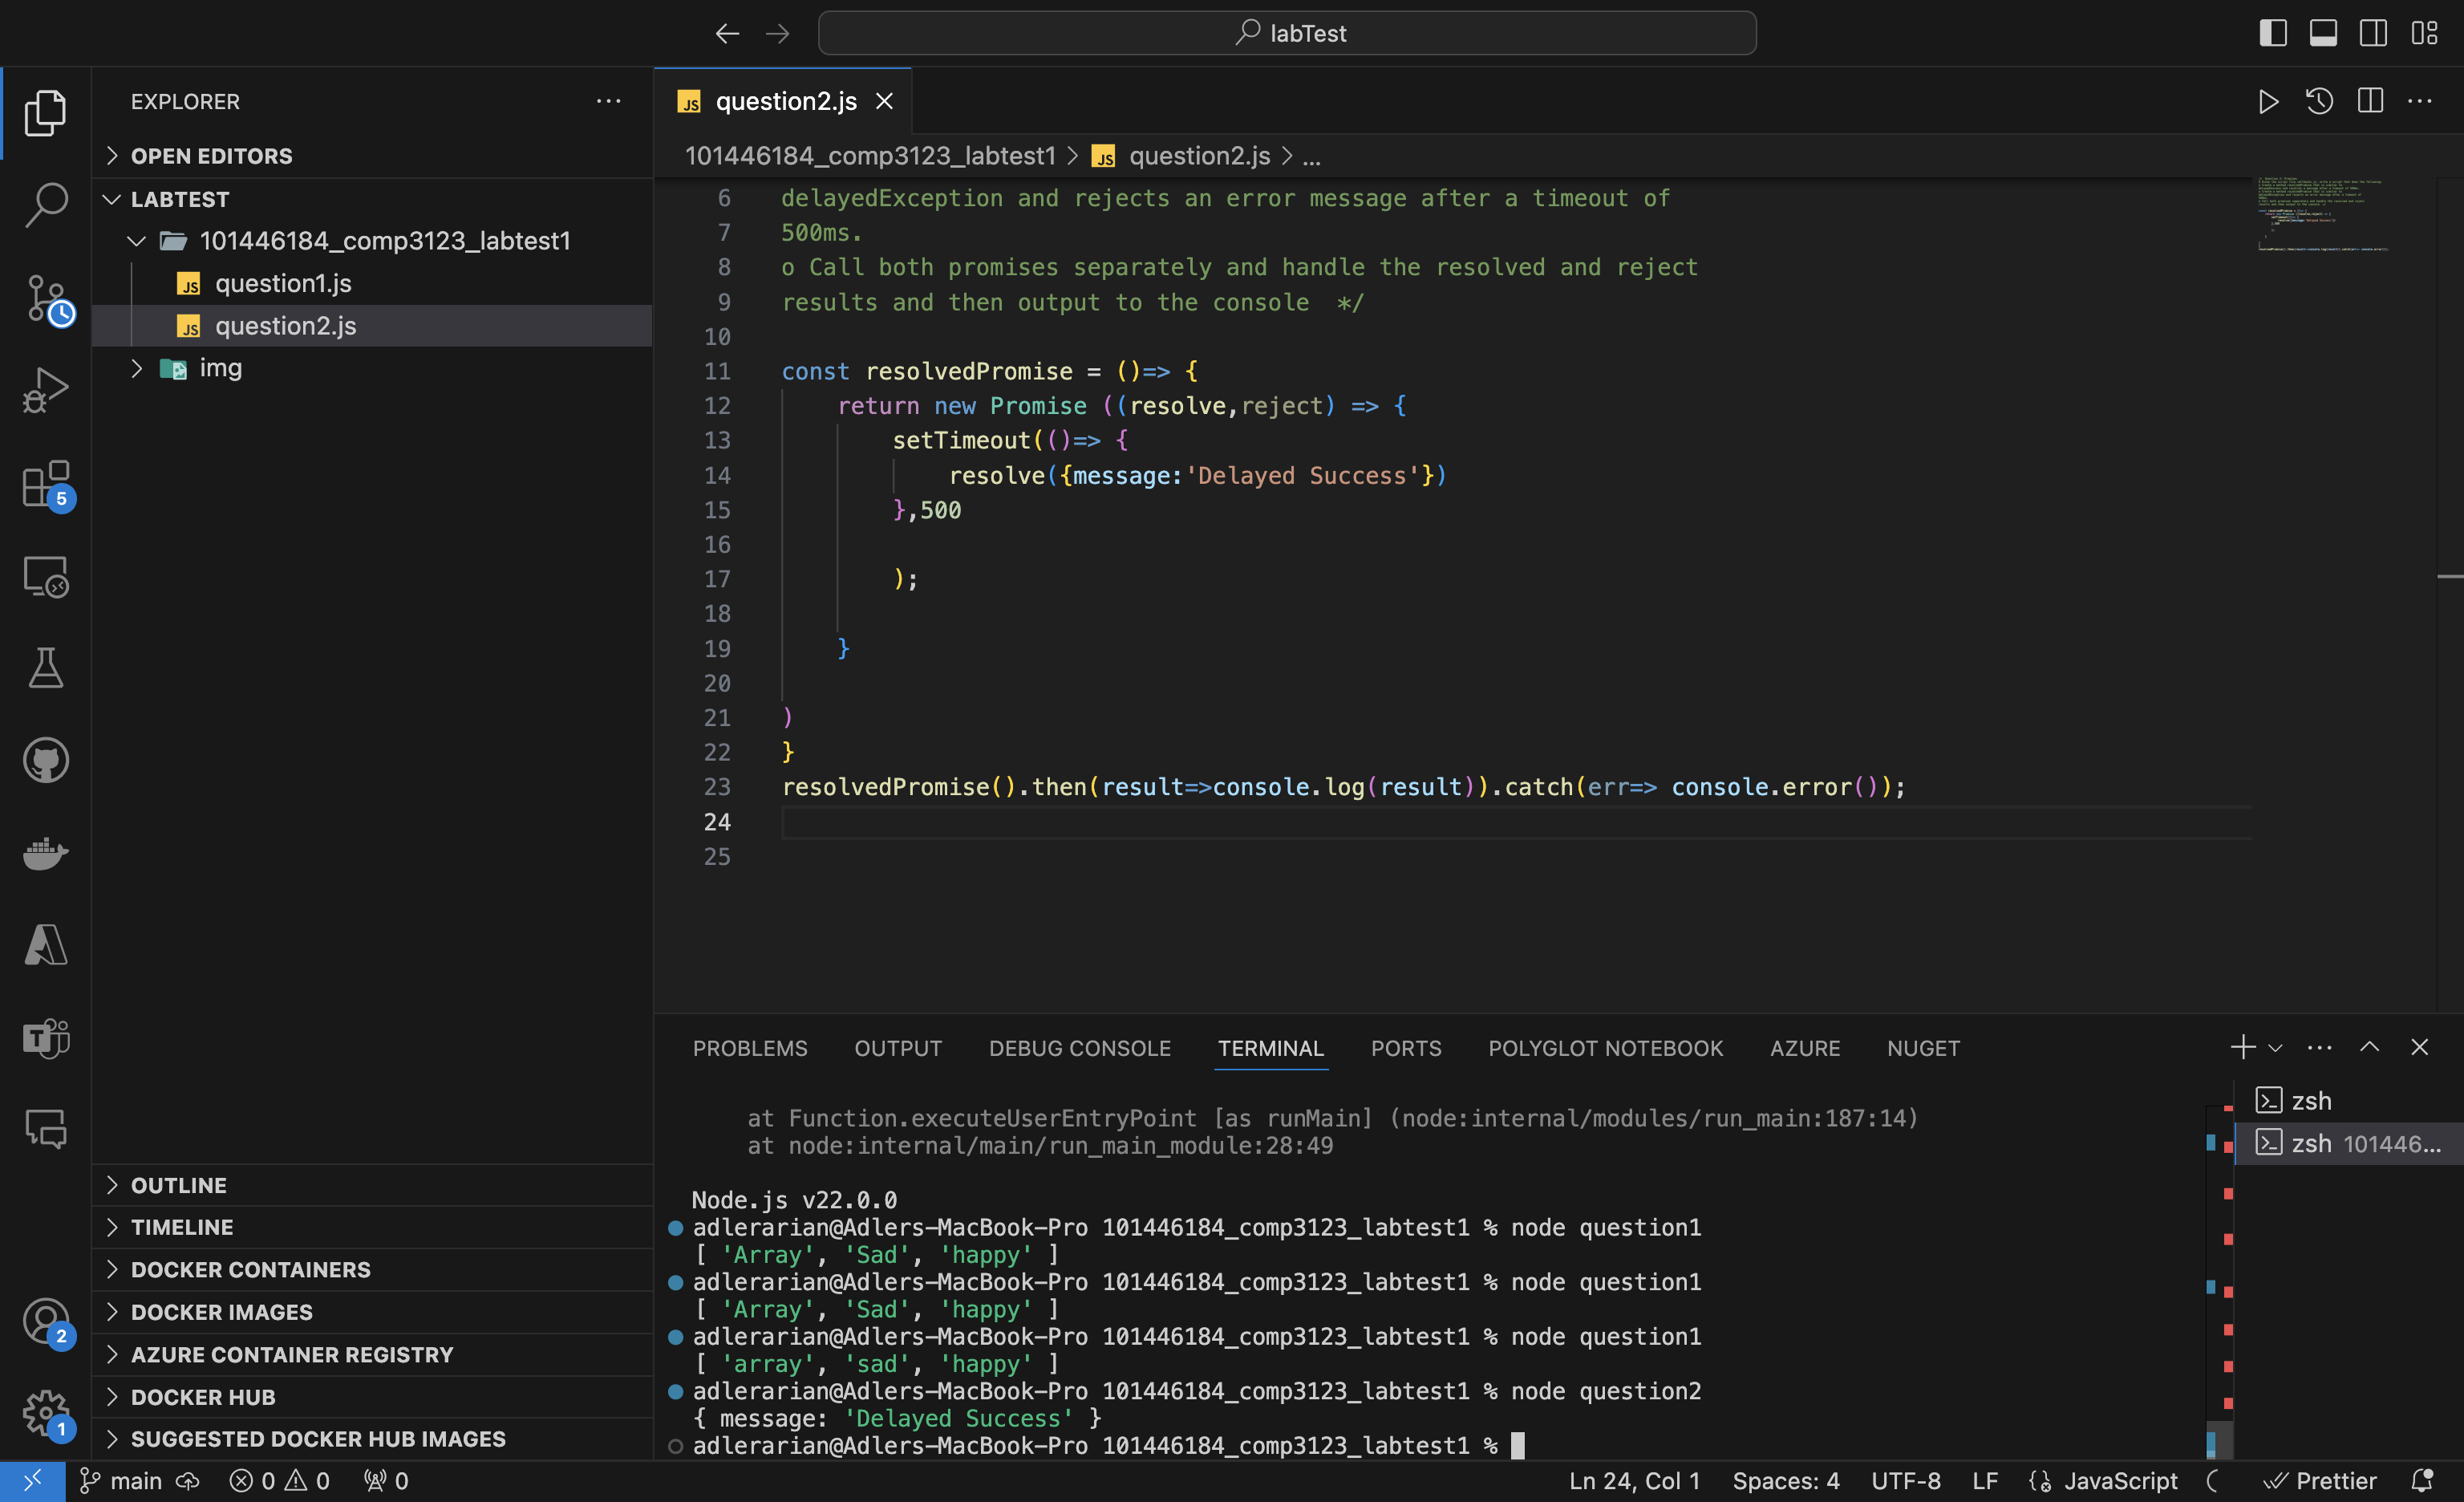 labTest
EXPLORER
OPEN EDITORS
LABTEST
101446184_comp3123_labtest1
JS question1.js
JS question2.js
img
OUTLINE
TIMELINE
DOCKER CONTAINERS
DOCKER IMAGES
AZURE CONTAINER REGISTRY
DOCKER HUB
SUGGESTED DOCKER HUB IMAGES
5
T
2
1
JS question2.js
101446184_comp3123_labtest1 > JS question2.js > ...
6 delayedException and rejects an error message after a timeout of
7 500ms.
8 o Call both promises separately and handle the resolved and reject
9 results and then output to the console  */
10
11 const resolvedPromise = ()=> {
12     return new Promise ((resolve,reject) => {
13         setTimeout(()=> {
14             resolve({message:'Delayed Success'})
15         },500
16
17         );
18
19     }
20
21 )
22 }
23 resolvedPromise().then(result=>console.log(result)).catch(err=> console.error());
24
25
PROBLEMS OUTPUT DEBUG CONSOLE TERMINAL PORTS POLYGLOT NOTEBOOK AZURE NUGET
    at Function.executeUserEntryPoint [as runMain] (node:internal/modules/run_main:187:14)
    at node:internal/main/run_main_module:28:49
Node.js v22.0.0
adlerarian@Adlers-MacBook-Pro 101446184_comp3123_labtest1 % node question1
[ 'Array', 'Sad', 'happy' ]
adlerarian@Adlers-MacBook-Pro 101446184_comp3123_labtest1 % node question1
[ 'Array', 'Sad', 'happy' ]
adlerarian@Adlers-MacBook-Pro 101446184_comp3123_labtest1 % node question1
[ 'array', 'sad', 'happy' ]
adlerarian@Adlers-MacBook-Pro 101446184_comp3123_labtest1 % node question2
{ message: 'Delayed Success' }
adlerarian@Adlers-MacBook-Pro 101446184_comp3123_labtest1 %
zsh
zsh 101446...
main 0 0 0 Ln 24, Col 1 Spaces: 4 UTF-8 LF JavaScript Prettier